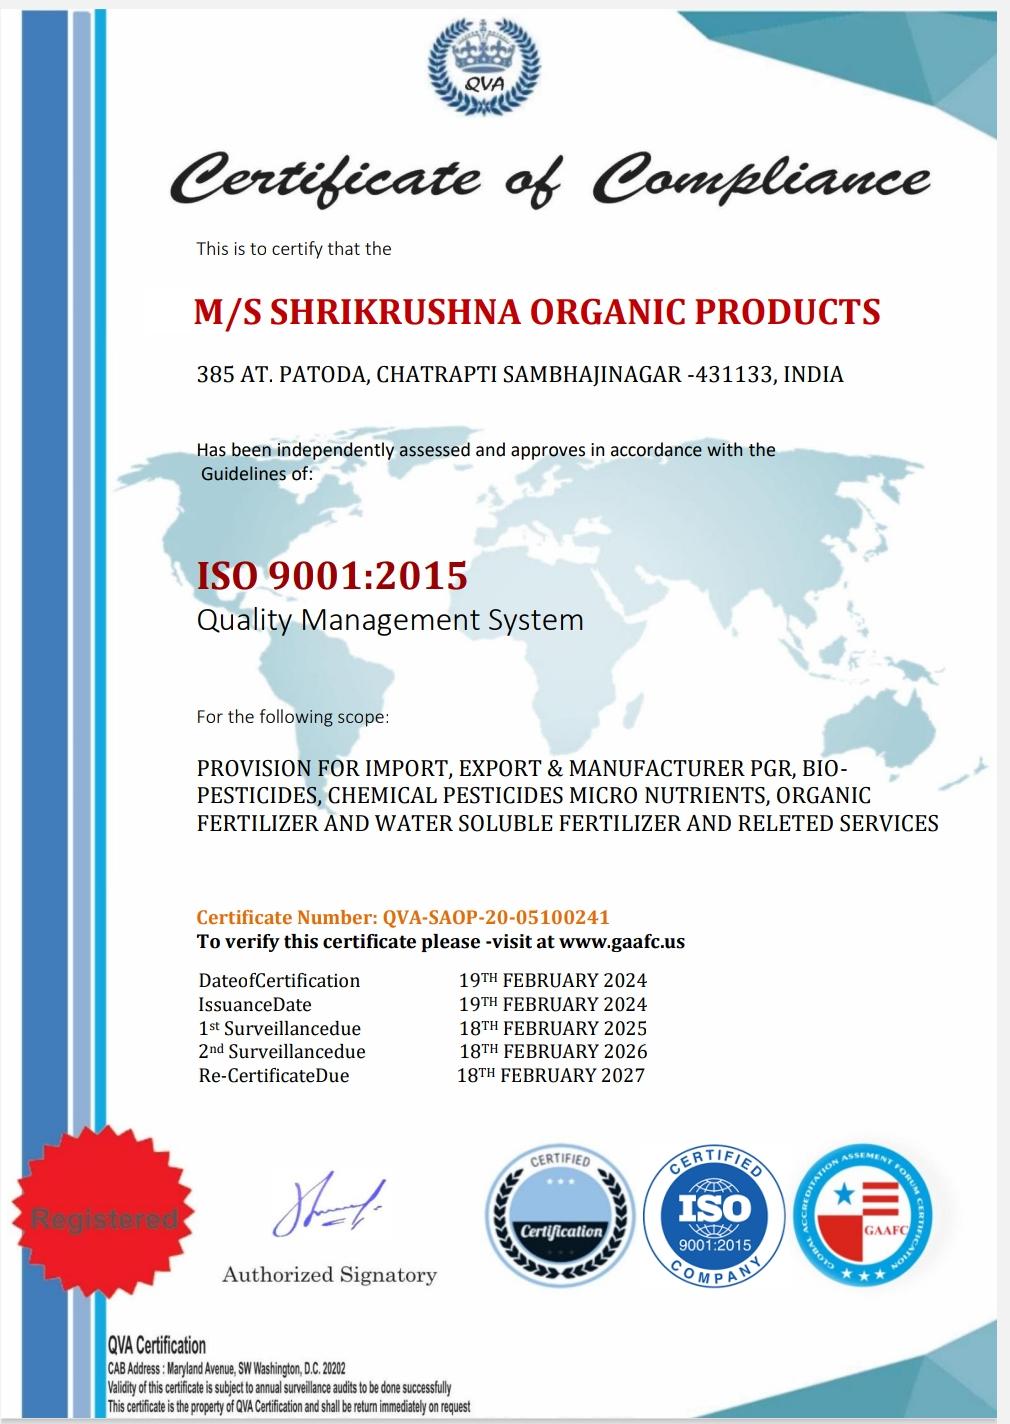 QVA
Certificate of Compliance
This is to certify that the
M/S SHRIKRUSHNA ORGANIC PRODUCTS
385 AT. PATODA, CHATRAPTI SAMBHAJINAGAR -431133, INDIA
Has been independently assessed and approves in accordance with the
Guidelines of:
ISO 9001:2015
Quality Management System
For the following scope:
PROVISION FOR IMPORT, EXPORT & MANUFACTURER PGR, BIO-
PESTICIDES, CHEMICAL PESTICIDES MICRO NUTRIENTS, ORGANIC
FERTILIZER AND WATER SOLUBLE FERTILIZER AND RELETED SERVICES
Certificate Number: QVA-SAOP-20-05100241
To verify this certificate please -visit at www.gaafc.us
DateofCertification 19TH FEBRUARY 2024
IssuanceDate 19TH FEBRUARY 2024
1st Surveillancedue 18TH FEBRUARY 2025
2nd Surveillancedue 18TH FEBRUARY 2026
Re-CertificateDue 18TH FEBRUARY 2027
Registered
Authorized Signatory
CERTIFIED
Certification
CERTIFIED
ISO
9001:2015
COMPANY
GLOBAL ACCREDITATION ASSEMENT FORUM CERTIFICATION
GAAFC
QVA Certification
CAB Address : Maryland Avenue, SW Washington, D.C. 20202
Validity of this certificate is subject to annual surveillance audits to be done successfully
This certificate is the property of QVA Certification and shall be return immediately on request